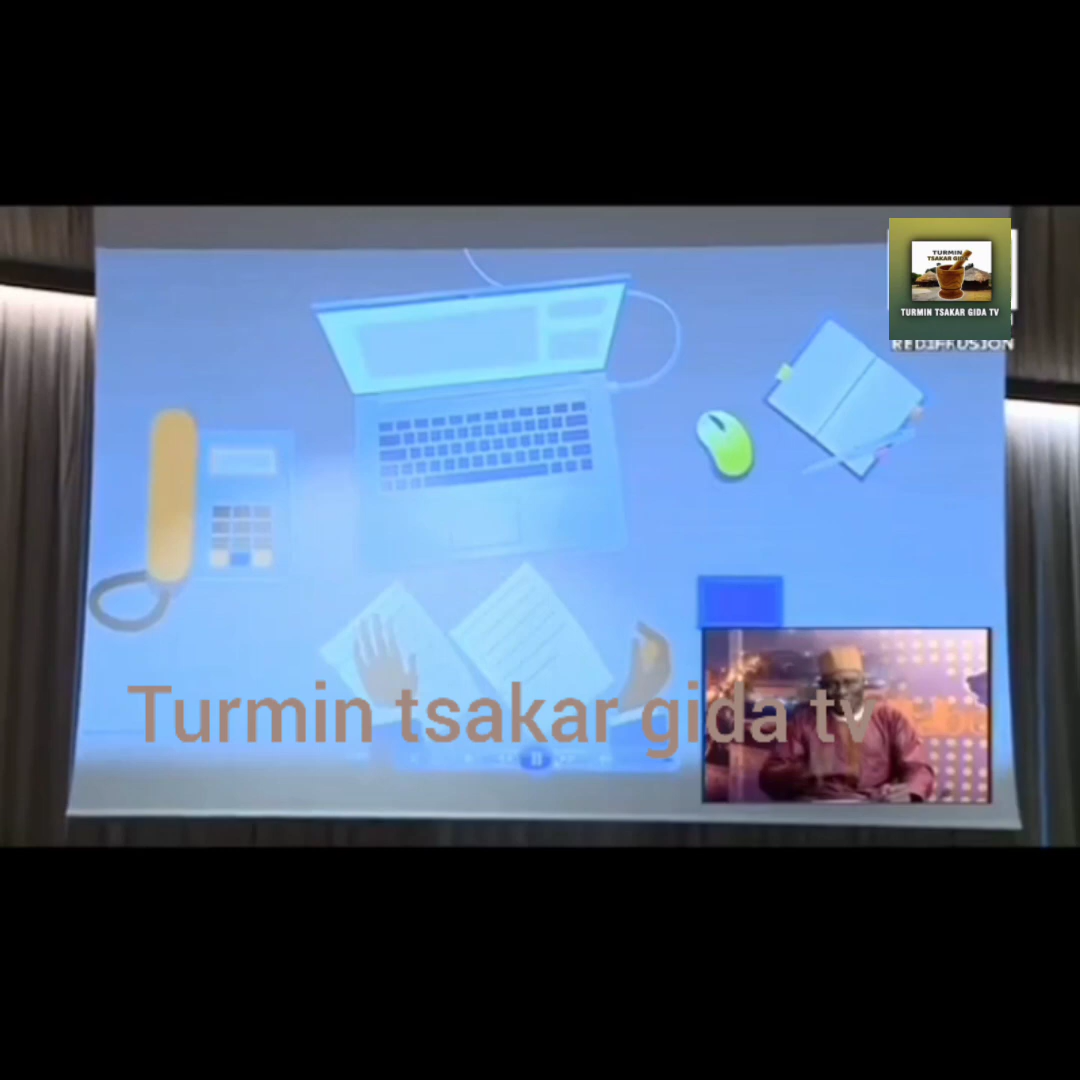 TURMIN
TSAKAR GIDA
TURMIN TSAKAR GIDA TV
REDIFFUSION
Turmin tsakar gida tv